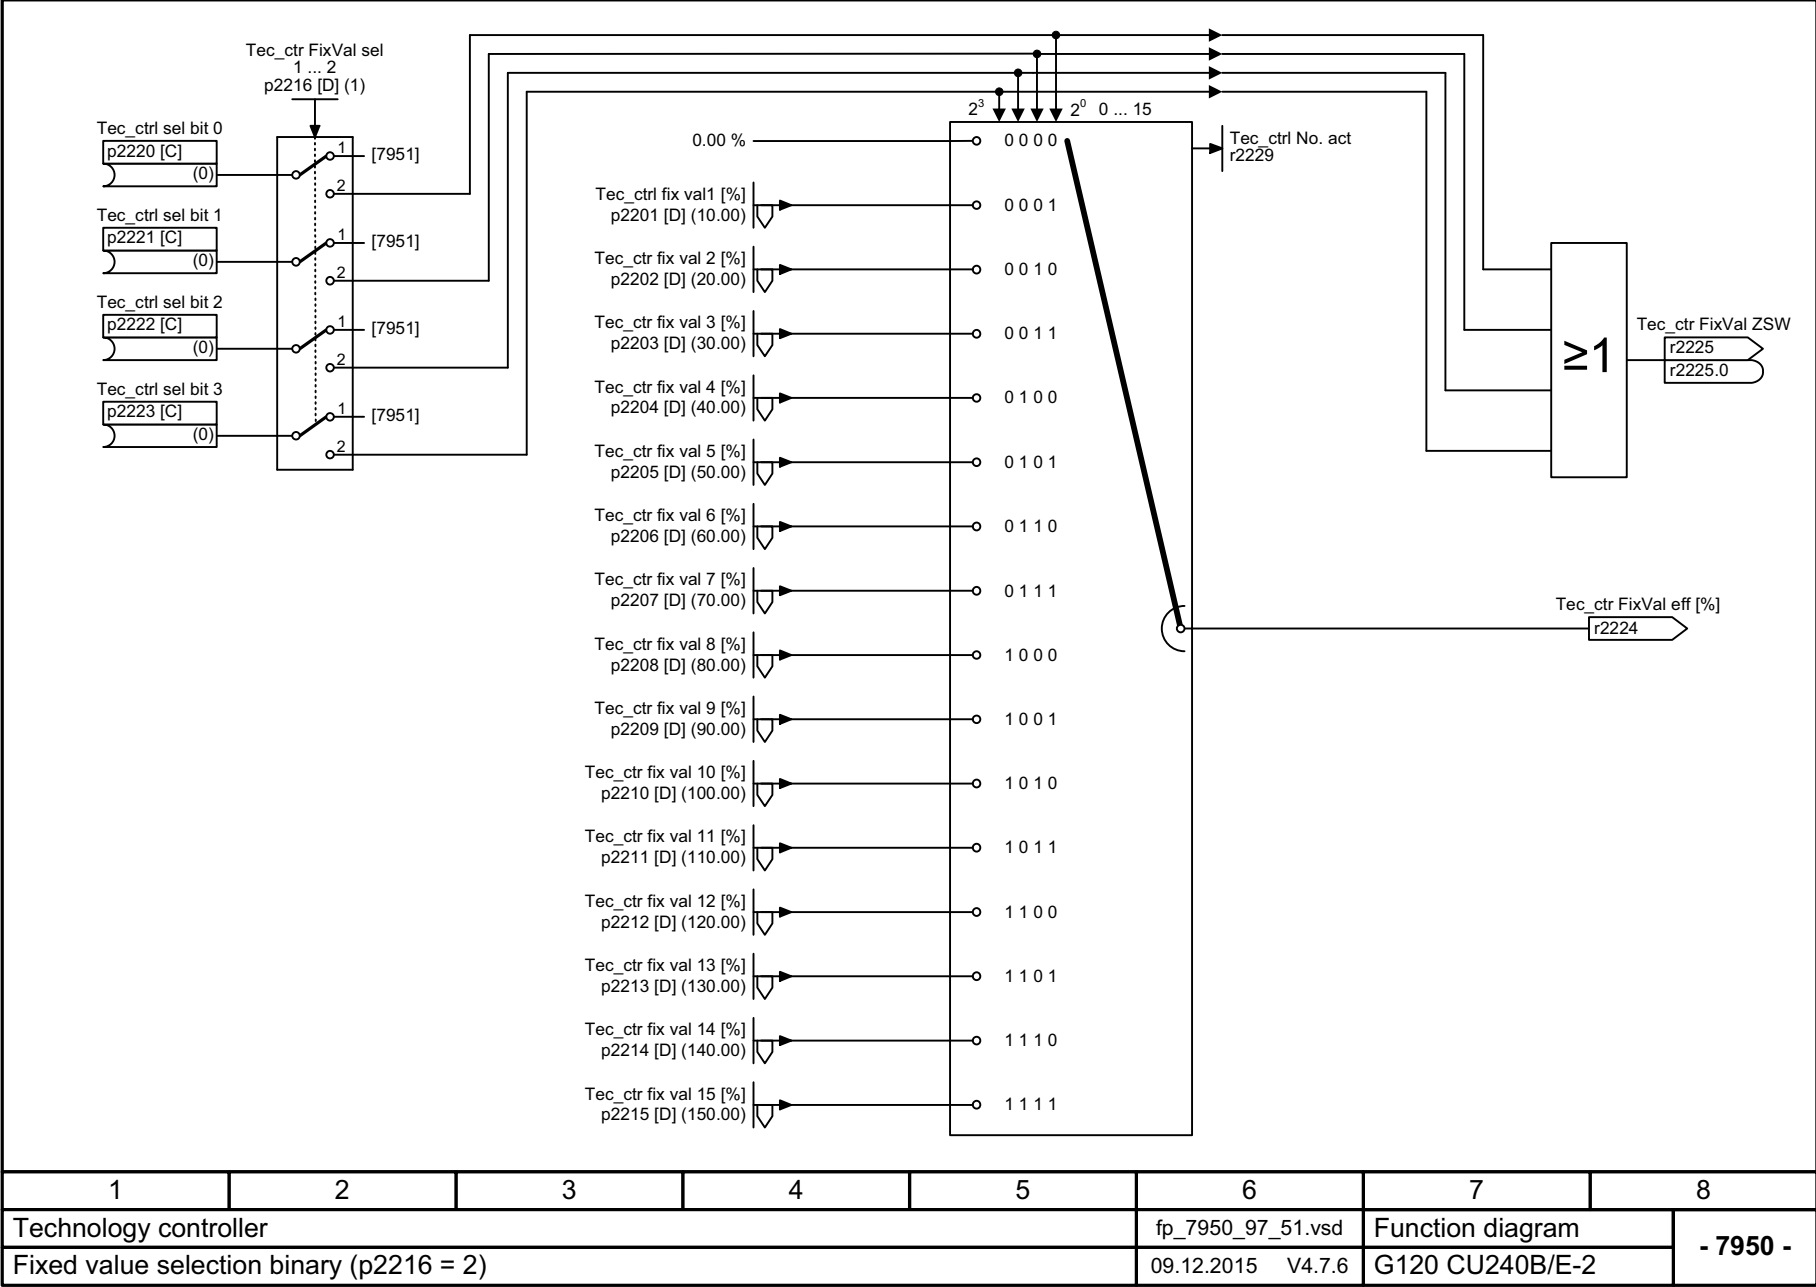 Tec_ctr FixVal sel
1 ... 2
p2216 [D] (1)
Tec_ctrl sel bit 0
p2220 [C]
(0)
1
[7951]
2
Tec_ctrl sel bit 1
p2221 [C]
(0)
1
[7951]
2
Tec_ctrl sel bit 2
p2222 [C]
(0)
1
[7951]
2
Tec_ctrl sel bit 3
p2223 [C]
(0)
1
[7951]
2
2³ 2⁰ 0 ... 15
0.00 %
0 0 0 0
Tec_ctrl No. act
r2229
Tec_ctrl fix val1 [%]
p2201 [D] (10.00)
0 0 0 1
Tec_ctr fix val 2 [%]
p2202 [D] (20.00)
0 0 1 0
Tec_ctr fix val 3 [%]
p2203 [D] (30.00)
0 0 1 1
Tec_ctr fix val 4 [%]
p2204 [D] (40.00)
0 1 0 0
Tec_ctr fix val 5 [%]
p2205 [D] (50.00)
0 1 0 1
Tec_ctr fix val 6 [%]
p2206 [D] (60.00)
0 1 1 0
Tec_ctr fix val 7 [%]
p2207 [D] (70.00)
0 1 1 1
Tec_ctr fix val 8 [%]
p2208 [D] (80.00)
1 0 0 0
Tec_ctr fix val 9 [%]
p2209 [D] (90.00)
1 0 0 1
Tec_ctr fix val 10 [%]
p2210 [D] (100.00)
1 0 1 0
Tec_ctr fix val 11 [%]
p2211 [D] (110.00)
1 0 1 1
Tec_ctr fix val 12 [%]
p2212 [D] (120.00)
1 1 0 0
Tec_ctr fix val 13 [%]
p2213 [D] (130.00)
1 1 0 1
Tec_ctr fix val 14 [%]
p2214 [D] (140.00)
1 1 1 0
Tec_ctr fix val 15 [%]
p2215 [D] (150.00)
1 1 1 1
≥1
Tec_ctr FixVal ZSW
r2225
r2225.0
Tec_ctr FixVal eff [%]
r2224
1 2 3 4 5 6 7 8
Technology controller
fp_7950_97_51.vsd
Function diagram
- 7950 -
Fixed value selection binary (p2216 = 2)
09.12.2015 V4.7.6
G120 CU240B/E-2